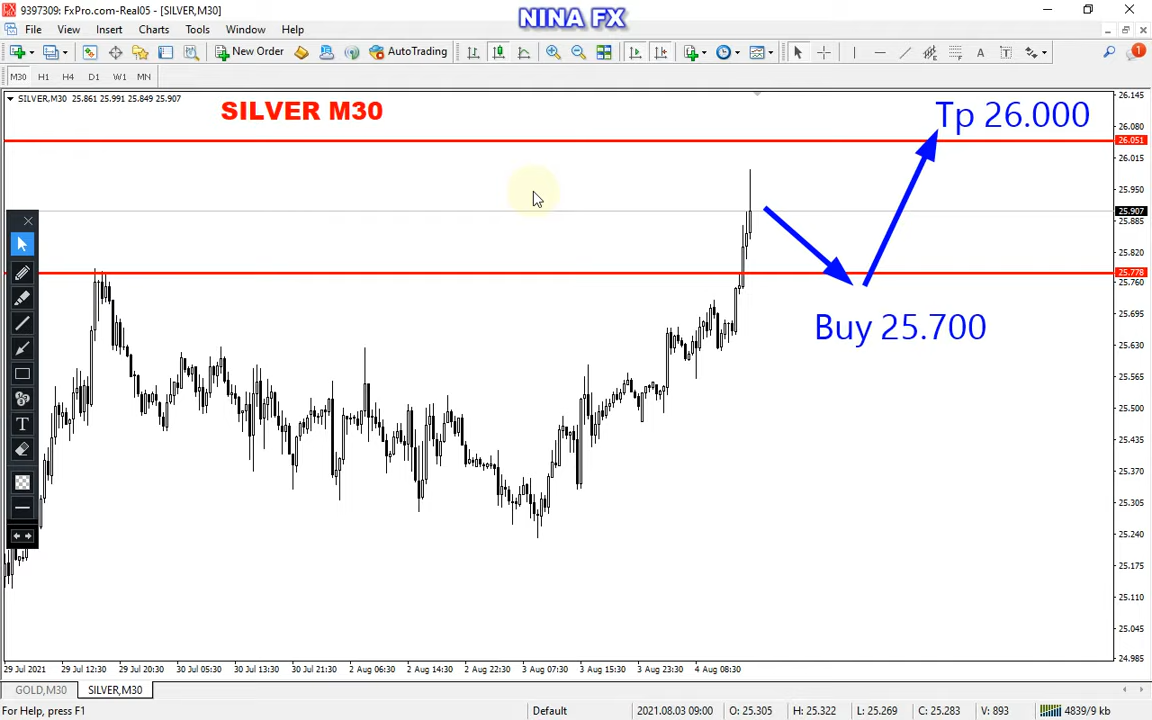 NINA FX
9397309: FxPro.com-Real05 - [SILVER,M30]
File View Insert Charts Tools Window Help
New Order AutoTrading
A T 1
M30 H1 H4 D1 W1 MN
SILVER,M30 25.861 25.991 25.849 25.907
SILVER M30
Tp 26.000
Buy 25.700
26.145
26.080
26.051
26.015
25.950
25.907
25.885
25.820
25.778
25.760
25.695
25.630
25.565
25.500
25.435
25.370
25.305
25.240
25.175
25.110
25.045
24.985
T
29 Jul 2021 29 Jul 12:30 29 Jul 20:30 30 Jul 05:30 30 Jul 13:30 30 Jul 21:30 2 Aug 06:30 2 Aug 14:30 2 Aug 22:30 3 Aug 07:30 3 Aug 15:30 3 Aug 23:30 4 Aug 08:30
GOLD,M30 SILVER,M30
For Help, press F1 Default 2021.08.03 09:00 O: 25.305 H: 25.322 L: 25.269 C: 25.283 V: 893 4839/9 kb